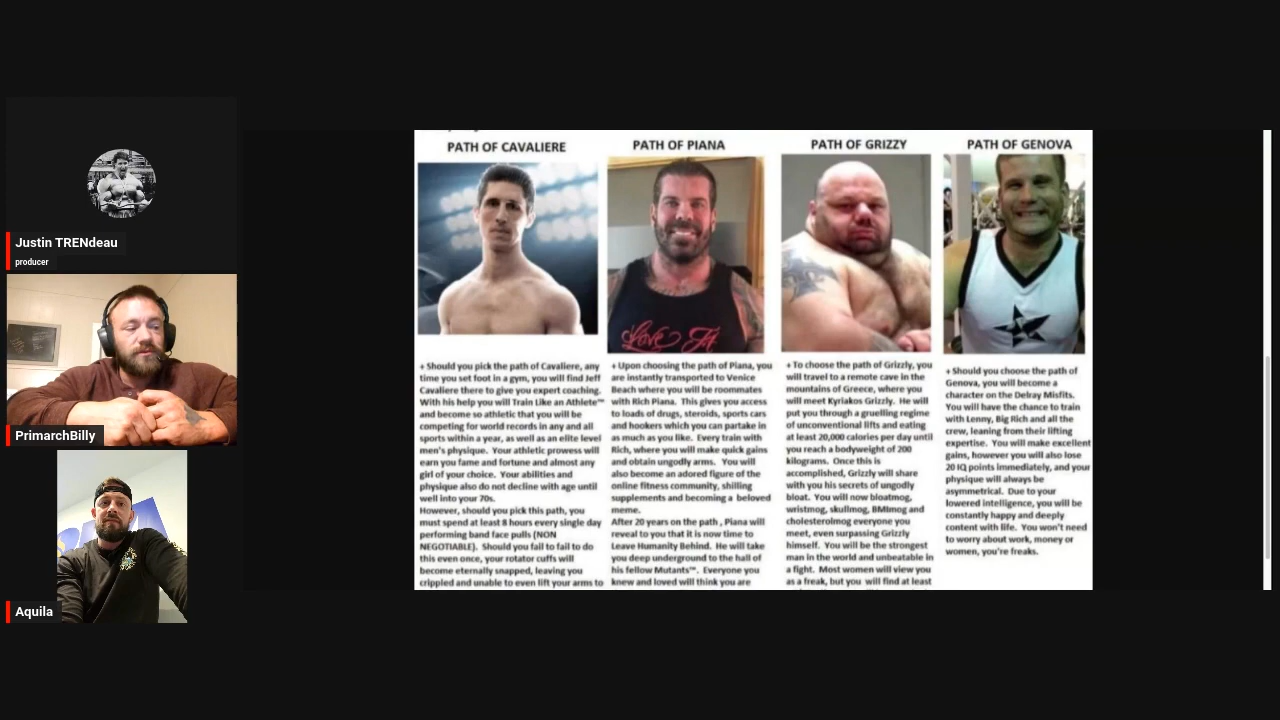 Justin TRENdeau
producer
PrimarchBilly
Aquila
PATH OF CAVALIERE
+ Should you pick the path of Cavaliere, any
time you set foot in a gym, you will find Jeff
Cavaliere there to give you expert coaching.
With his help you will Train Like an Athlete™
and become so athletic that you will be
competing for world records in any and all
sports within a year, as well as an elite level
men's physique. Your athletic prowess will
earn you fame and fortune and almost any
girl of your choice. Your abilities and
physique also do not decline with age until
well into your 70s.
However, should you pick this path, you
must spend at least 8 hours every single day
performing band face pulls (NON
NEGOTIABLE). Should you fail to fail to do
this even once, your rotator cuffs will
become eternally snapped, leaving you
crippled and unable to even lift your arms to
PATH OF PIANA
Love It
+ Upon choosing the path of Piana, you
are instantly transported to Venice
Beach where you will be roommates
with Rich Piana. This gives you access
to loads of drugs, steroids, sports cars
and hookers which you can partake in
as much as you like. Every train with
Rich, where you will make quick gains
and obtain ungodly arms. You will
also become an adored figure of the
online fitness community, shilling
supplements and becoming a beloved
meme.
After 20 years on the path , Piana will
reveal to you that it is now time to
Leave Humanity Behind. He will take
you deep underground to the hall of
his fellow Mutants™. Everyone you
knew and loved will think you are
PATH OF GRIZZY
+ To choose the path of Grizzly, you
will travel to a remote cave in the
mountains of Greece, where you
will meet Kyriakos Grizzly. He will
put you through a gruelling regime
of unconventional lifts and eating
at least 20,000 calories per day until
you reach a bodyweight of 200
kilograms. Once this is
accomplished, Grizzly will share
with you his secrets of ungodly
bloat. You will now bloatmog,
wristmog, skullmog, BMImog and
cholesterolmog everyone you
meet, even surpassing Grizzly
himself. You will be the strongest
man in the world and unbeatable in
a fight. Most women will view you
as a freak, but you will find at least
PATH OF GENOVA
+ Should you choose the path of
Genova, you will become a
character on the Delray Misfits.
You will have the chance to train
with Lenny, Big Rich and all the
crew, leaning from their lifting
expertise. You will make excellent
gains, however you will also lose
20 IQ points immediately, and your
physique will always be
asymmetrical. Due to your
lowered intelligence, you will be
constantly happy and deeply
content with life. You won't need
to worry about work, money or
women, you're freaks.